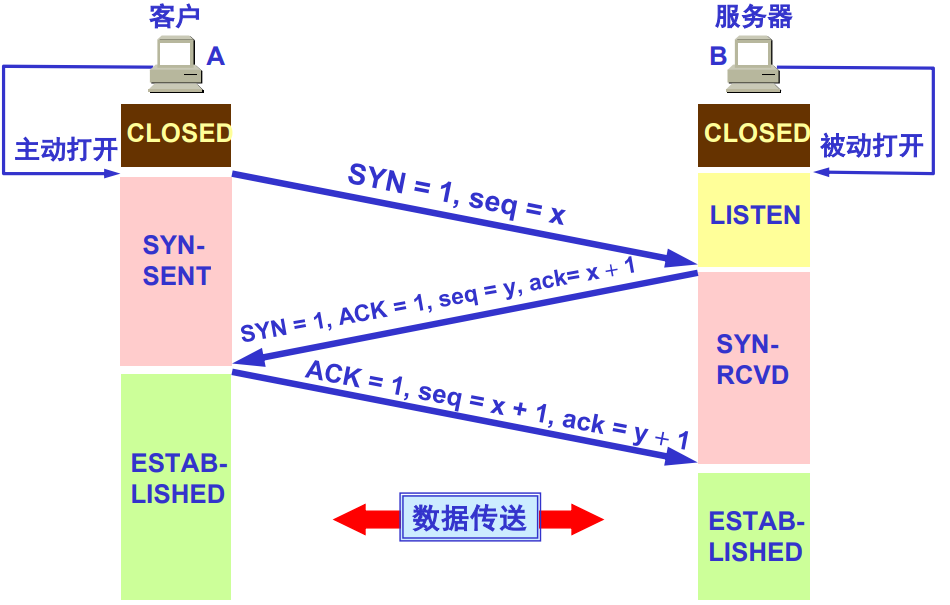 客户
服务器
A
B
CLOSED
CLOSED
主动打开
被动打开
SYN = 1, seq = x
LISTEN
SYN-
SENT
SYN = 1, ACK = 1, seq = y, ack= x + 1
SYN-
RCVD
ACK = 1, seq = x + 1, ack = y + 1
ESTAB-
LISHED
数据传送
ESTAB-
LISHED